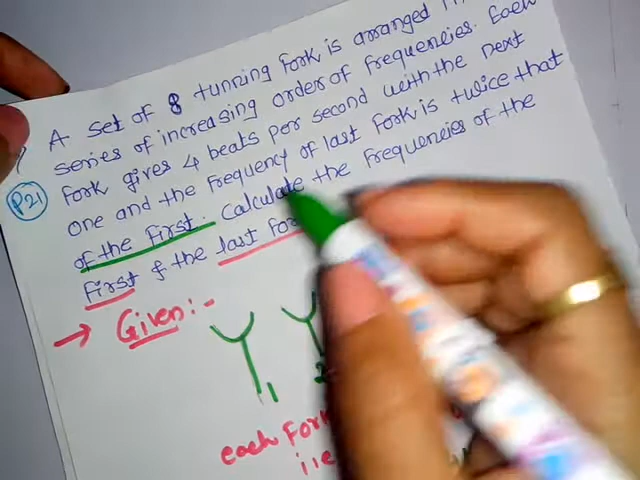 A set of 8 tunning fork is arranged in
series of increasing order of frequencies. Each
fork gives 4 beats per second with the next
P21 one and the frequency of last fork is twice that
of the first. Calculate the frequencies of the
First & the last for
→ Given:-
1 2
each Fork
i.e